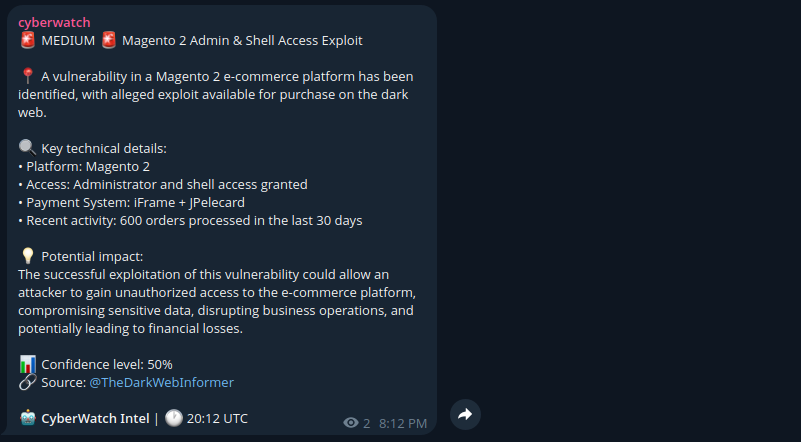 cyberwatch
🚨 MEDIUM 🚨 Magento 2 Admin & Shell Access Exploit
📍 A vulnerability in a Magento 2 e-commerce platform has been
identified, with alleged exploit available for purchase on the dark
web.
🔍 Key technical details:
• Platform: Magento 2
• Access: Administrator and shell access granted
• Payment System: iFrame + JPelecard
• Recent activity: 600 orders processed in the last 30 days
💡 Potential impact:
The successful exploitation of this vulnerability could allow an
attacker to gain unauthorized access to the e-commerce platform,
compromising sensitive data, disrupting business operations, and
potentially leading to financial losses.
📊 Confidence level: 50%
🔗 Source: @TheDarkWebInformer
🤖 CyberWatch Intel | 🕐 20:12 UTC
2 8:12 PM